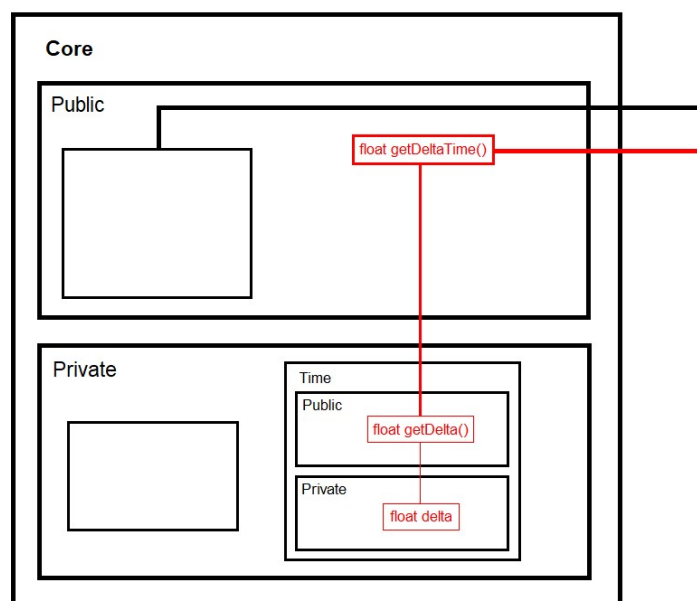 Core
Public
float getDeltaTime()
Private
Time
Public
float getDelta()
Private
float delta